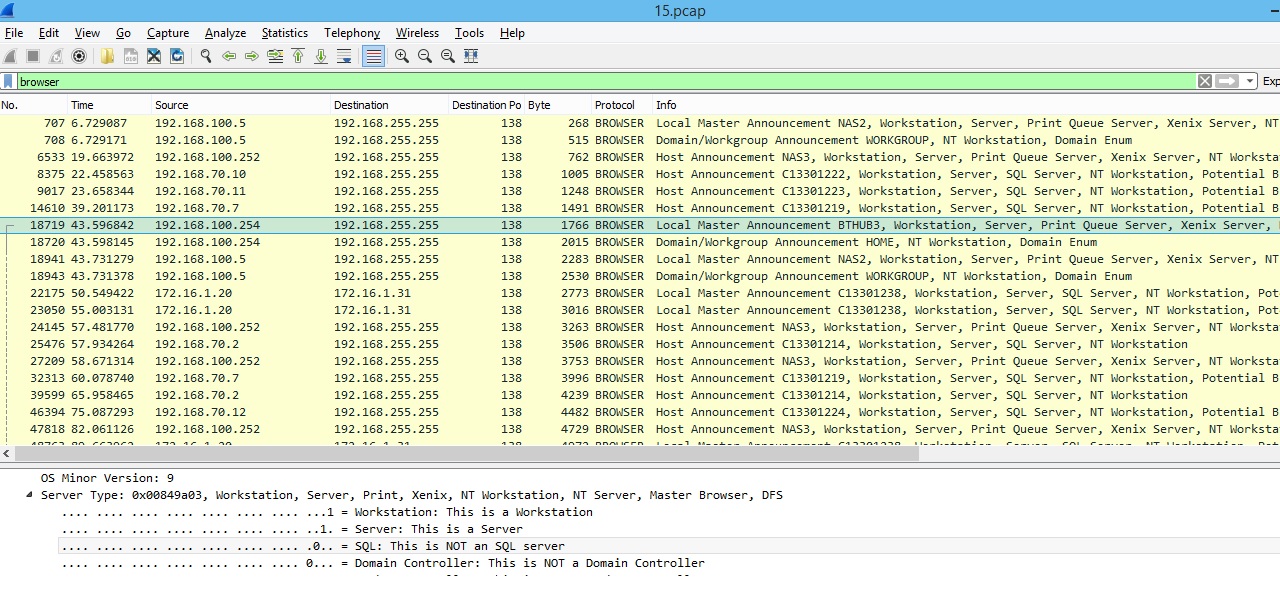 15.pcap
File Edit View Go Capture Analyze Statistics Telephony Wireless Tools Help
browser Exp
No. Time Source Destination Destination Po Byte Protocol Info
707 6.729087 192.168.100.5 192.168.255.255 138 268 BROWSER Local Master Announcement NAS2, Workstation, Server, Print Queue Server, Xenix Server, NT
708 6.729171 192.168.100.5 192.168.255.255 138 515 BROWSER Domain/Workgroup Announcement WORKGROUP, NT Workstation, Domain Enum
6533 19.663972 192.168.100.252 192.168.255.255 138 762 BROWSER Host Announcement NAS3, Workstation, Server, Print Queue Server, Xenix Server, NT Worksta
8375 22.458563 192.168.70.10 192.168.255.255 138 1005 BROWSER Host Announcement C13301222, Workstation, Server, SQL Server, NT Workstation, Potential B
9017 23.658344 192.168.70.11 192.168.255.255 138 1248 BROWSER Host Announcement C13301223, Workstation, Server, SQL Server, NT Workstation, Potential B
14610 39.201173 192.168.70.7 192.168.255.255 138 1491 BROWSER Host Announcement C13301219, Workstation, Server, SQL Server, NT Workstation, Potential B
18719 43.596842 192.168.100.254 192.168.255.255 138 1766 BROWSER Local Master Announcement BTHUB3, Workstation, Server, Print Queue Server, Xenix Server,
18720 43.598145 192.168.100.254 192.168.255.255 138 2015 BROWSER Domain/Workgroup Announcement HOME, NT Workstation, Domain Enum
18941 43.731279 192.168.100.5 192.168.255.255 138 2283 BROWSER Local Master Announcement NAS2, Workstation, Server, Print Queue Server, Xenix Server, NT
18943 43.731378 192.168.100.5 192.168.255.255 138 2530 BROWSER Domain/Workgroup Announcement WORKGROUP, NT Workstation, Domain Enum
22175 50.549422 172.16.1.20 172.16.1.31 138 2773 BROWSER Local Master Announcement C13301238, Workstation, Server, SQL Server, NT Workstation, Pot
23050 55.003131 172.16.1.20 172.16.1.31 138 3016 BROWSER Local Master Announcement C13301238, Workstation, Server, SQL Server, NT Workstation, Pot
24145 57.481770 192.168.100.252 192.168.255.255 138 3263 BROWSER Host Announcement NAS3, Workstation, Server, Print Queue Server, Xenix Server, NT Worksta
25476 57.934264 192.168.70.2 192.168.255.255 138 3506 BROWSER Host Announcement C13301214, Workstation, Server, SQL Server, NT Workstation
27209 58.671314 192.168.100.252 192.168.255.255 138 3753 BROWSER Host Announcement NAS3, Workstation, Server, Print Queue Server, Xenix Server, NT Worksta
32313 60.078740 192.168.70.7 192.168.255.255 138 3996 BROWSER Host Announcement C13301219, Workstation, Server, SQL Server, NT Workstation, Potential B
39599 65.958465 192.168.70.2 192.168.255.255 138 4239 BROWSER Host Announcement C13301214, Workstation, Server, SQL Server, NT Workstation
46394 75.087293 192.168.70.12 192.168.255.255 138 4482 BROWSER Host Announcement C13301224, Workstation, Server, SQL Server, NT Workstation, Potential B
47818 82.061126 192.168.100.252 192.168.255.255 138 4729 BROWSER Host Announcement NAS3, Workstation, Server, Print Queue Server, Xenix Server, NT Worksta
OS Minor Version: 9
Server Type: 0x00849a03, Workstation, Server, Print, Xenix, NT Workstation, NT Server, Master Browser, DFS
.... .... .... .... .... .... .... ...1 = Workstation: This is a Workstation
.... .... .... .... .... .... .... ..1. = Server: This is a Server
.... .... .... .... .... .... .... .0.. = SQL: This is NOT an SQL server
.... .... .... .... .... .... .... 0... = Domain Controller: This is NOT a Domain Controller